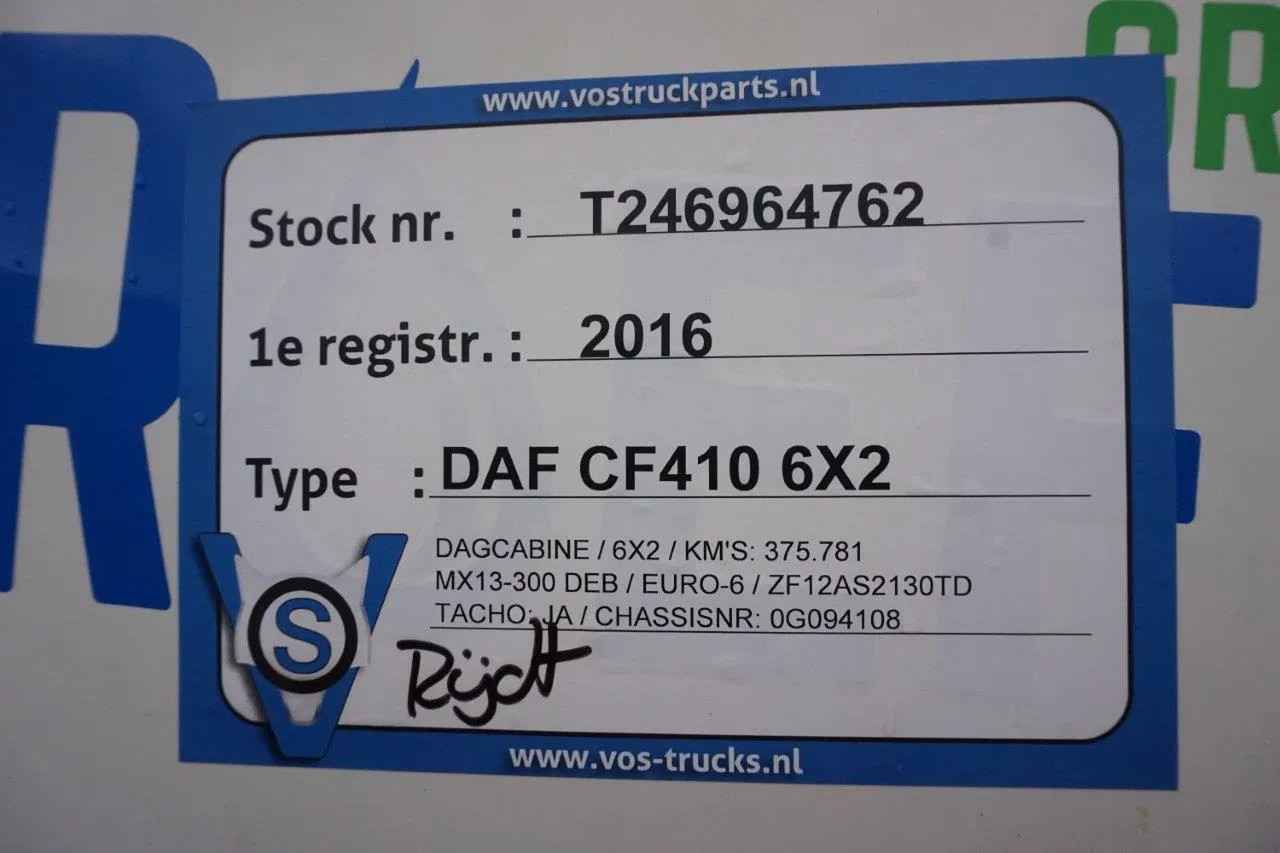 GR
www.vostruckparts.nl
Stock nr. : T246964762
1e registr. : 2016
Type : DAF CF410 6X2
DAGCABINE / 6X2 / KM'S: 375.781
MX13-300 DEB / EURO-6 / ZF12AS2130TD
TACHO: JA / CHASSISNR: 0G094108
Rijdt
S
www.vos-trucks.nl